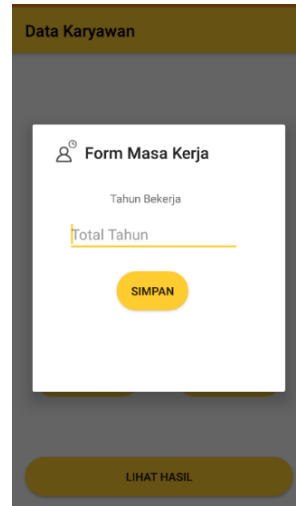 Data Karyawan
Form Masa Kerja
Tahun Bekerja
Total Tahun
SIMPAN
LIHAT HASIL